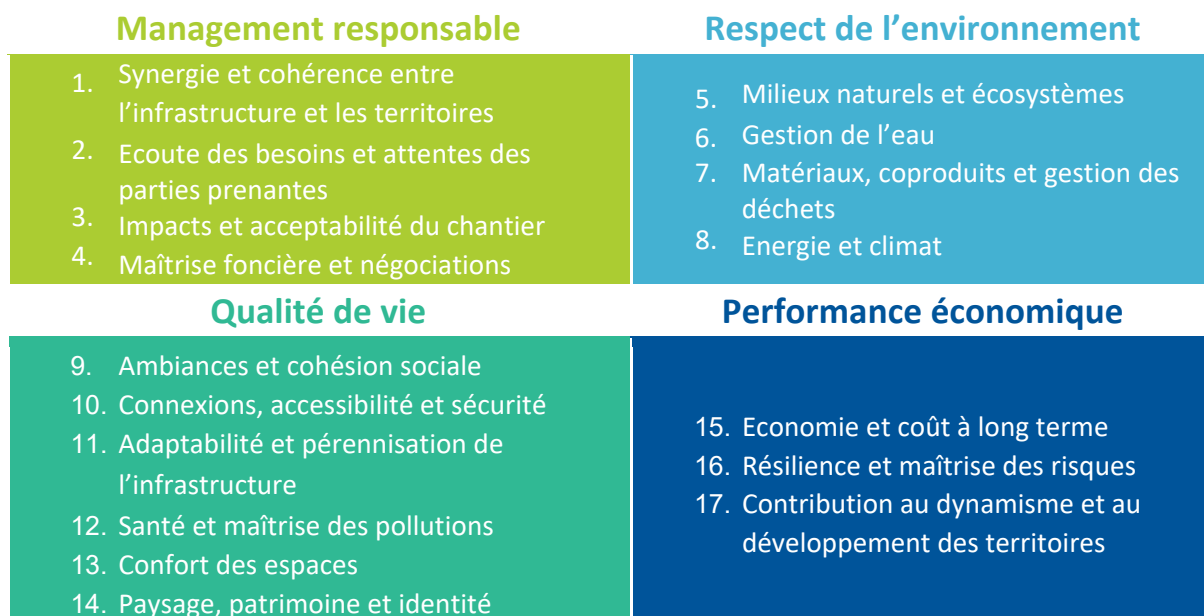 Management responsable
1. Synergie et cohérence entre
l’infrastructure et les territoires
2. Ecoute des besoins et attentes des
parties prenantes
3. Impacts et acceptabilité du chantier
4. Maîtrise foncière et négociations
Respect de l’environnement
5. Milieux naturels et écosystèmes
6. Gestion de l’eau
7. Matériaux, coproduits et gestion des
déchets
8. Energie et climat
Qualité de vie
9. Ambiances et cohésion sociale
10. Connexions, accessibilité et sécurité
11. Adaptabilité et pérennisation de
l’infrastructure
12. Santé et maîtrise des pollutions
13. Confort des espaces
14. Paysage, patrimoine et identité
Performance économique
15. Economie et coût à long terme
16. Résilience et maîtrise des risques
17. Contribution au dynamisme et au
développement des territoires